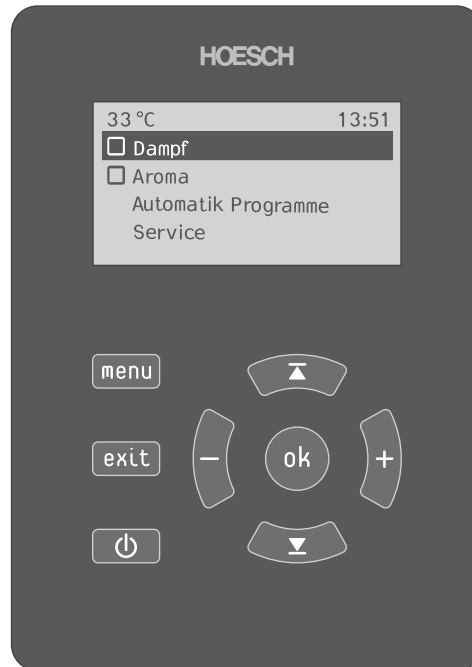 HOESCH
33 °C 13:51
Dampf
Aroma
Automatik Programme
Service
menu
exit
ok